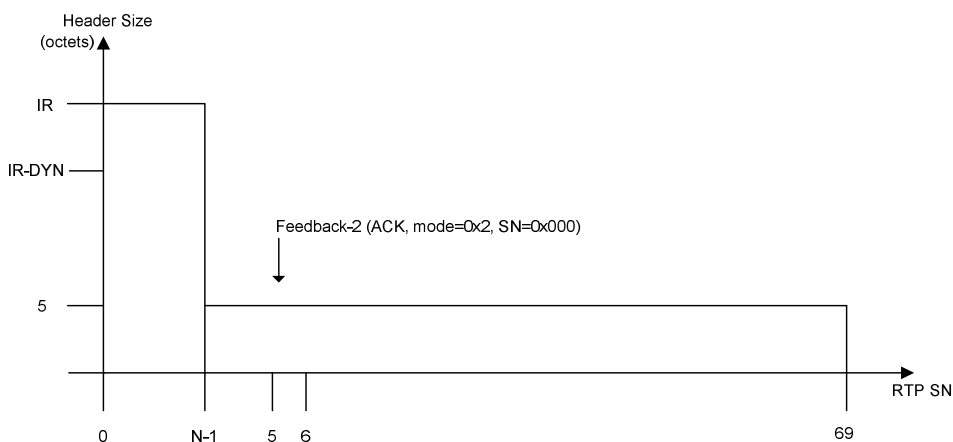 Header Size
(octets)
IR
IR-DYN
Feedback-2 (ACK, mode=0x2, SN=0x000)
5
RTP SN
0
N-1
5
6
69